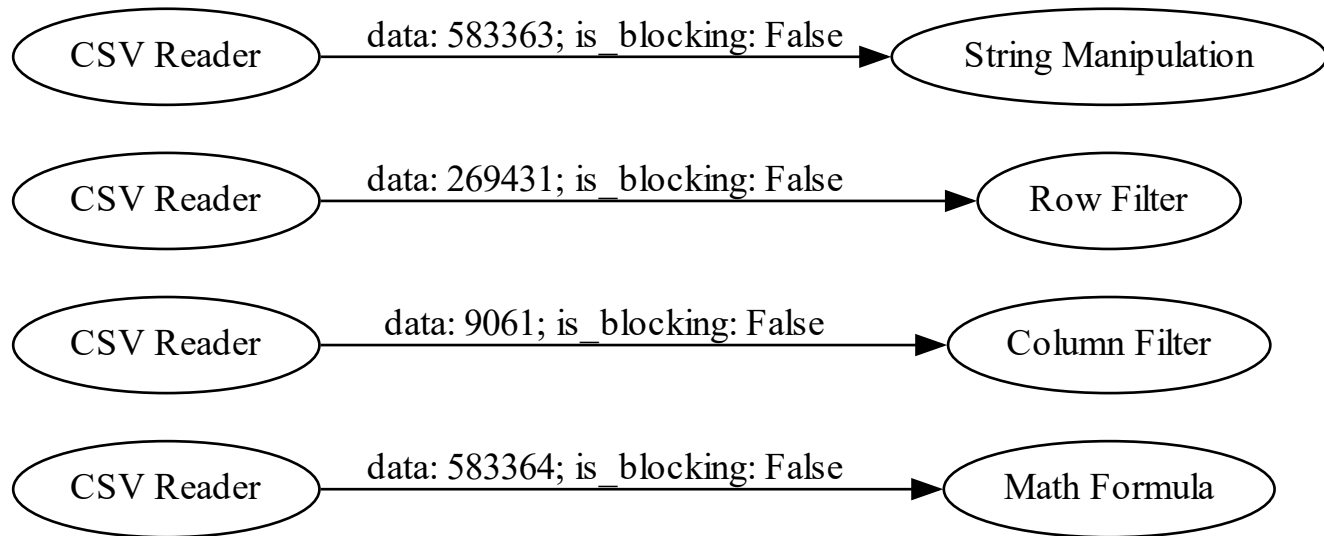 CSV Reader data: 583363; is_blocking: False String Manipulation
CSV Reader data: 269431; is_blocking: False Row Filter
CSV Reader data: 9061; is_blocking: False Column Filter
CSV Reader data: 583364; is_blocking: False Math Formula